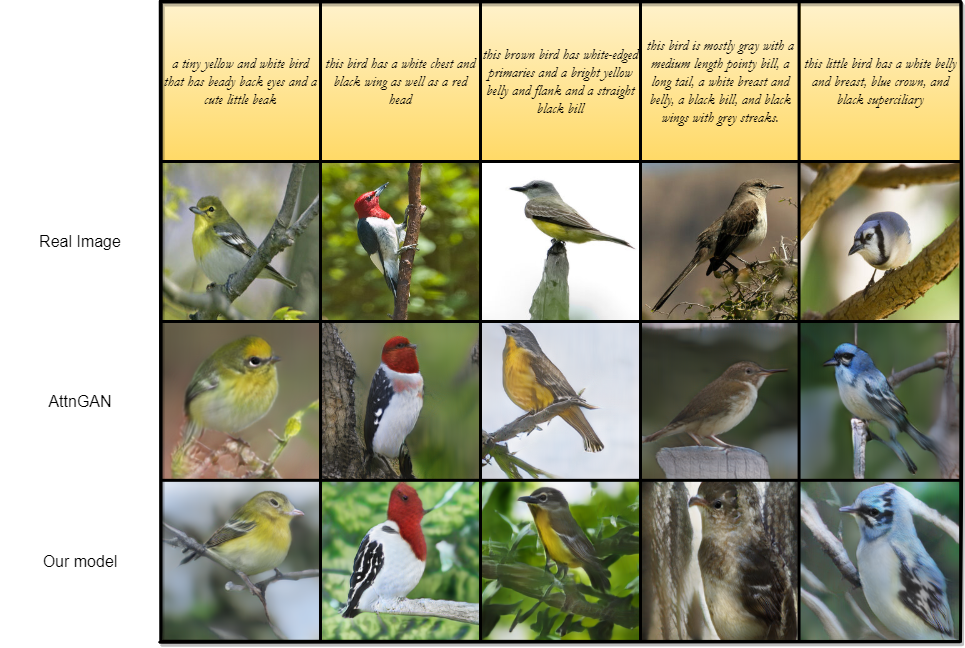 a tiny yellow and white bird
that has beady back eyes and a
cute little beak
this bird has a white chest and
black wing as well as a red
head
this brown bird has white-edged
primaries and a bright yellow
belly and flank and a straight
black bill
this bird is mostly gray with a
medium length pointy bill, a
long tail, a white breast and
belly, a black bill, and black
wings with grey streaks.
this little bird has a white belly
and breast, blue crown, and
black superciliary
Real Image
AttnGAN
Our model